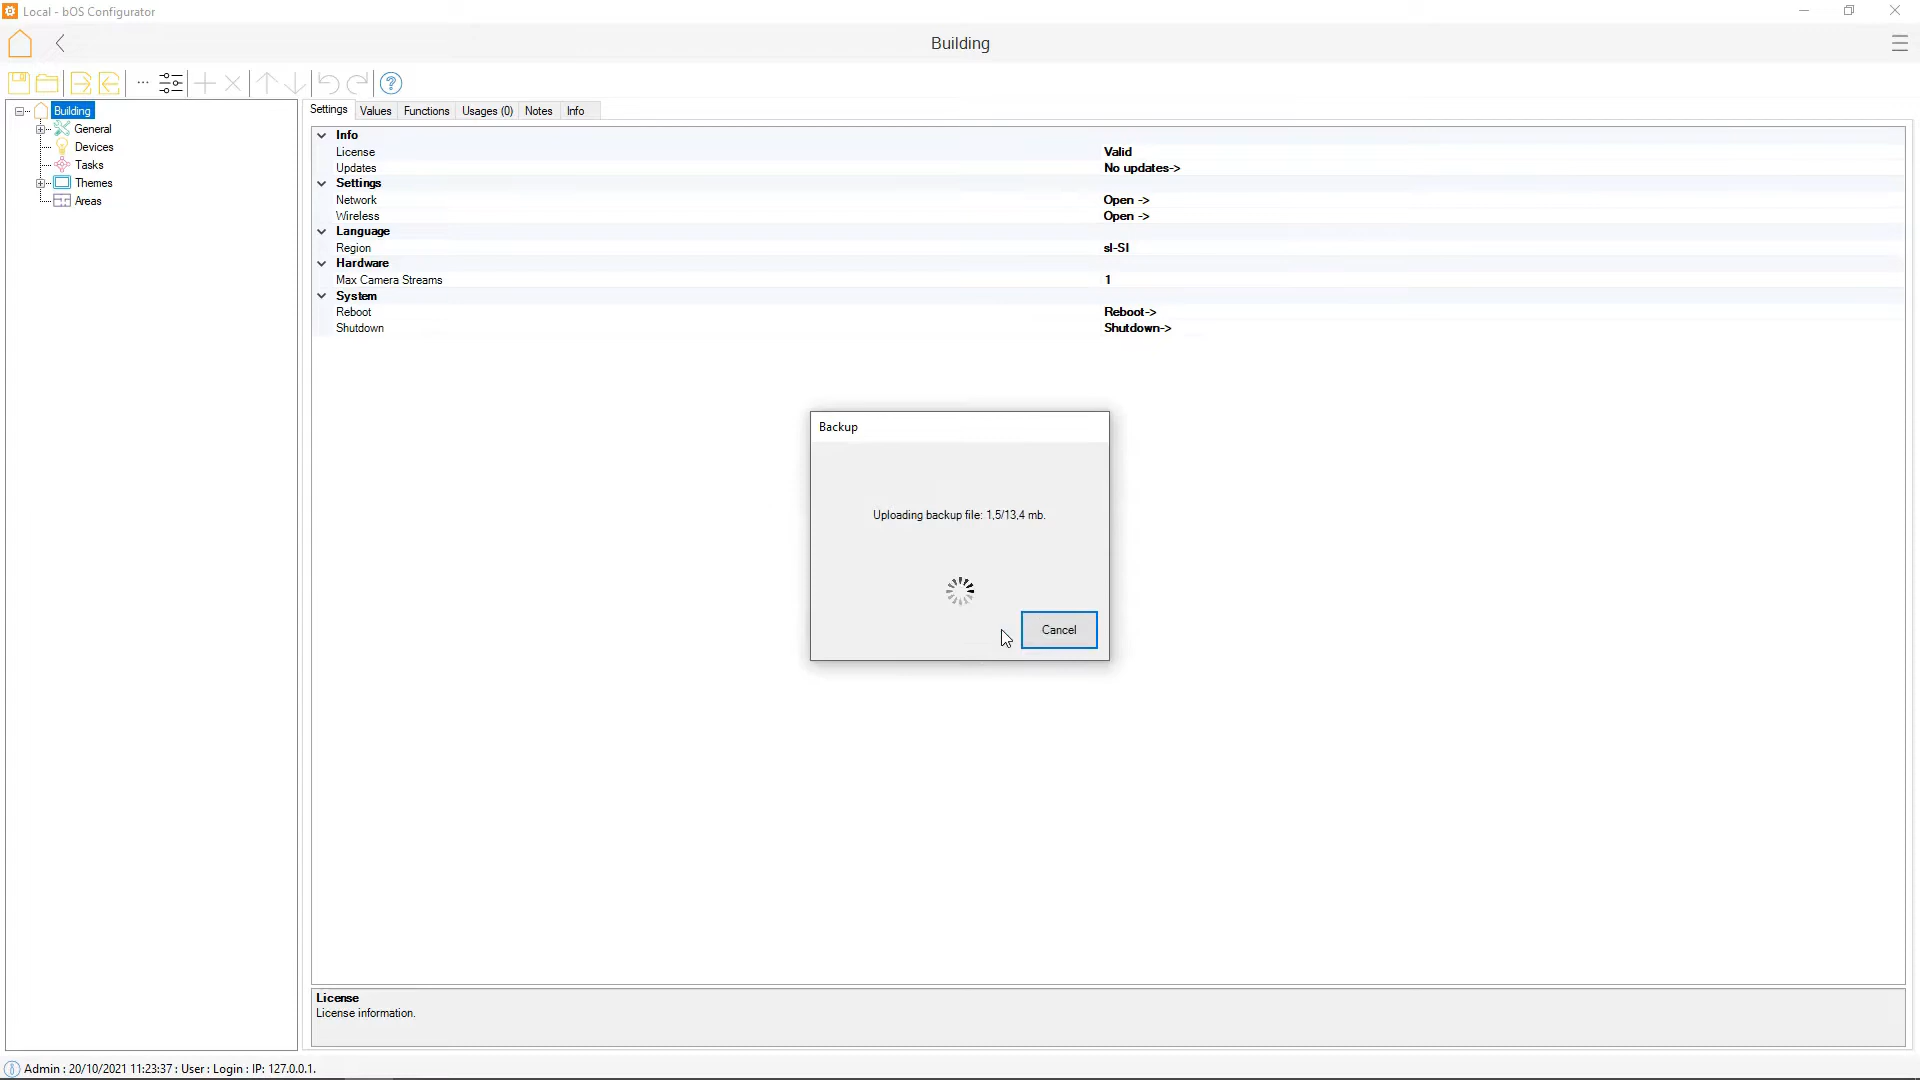 Local - bOS Configurator
Building
Building
General
Devices
Tasks
Themes
Areas
Settings Values Functions Usages (0) Notes Info
Info
License Valid
Updates No updates->
Settings
Network Open ->
Wireless Open ->
Language
Region sl-SI
Hardware
Max Camera Streams 1
System
Reboot Reboot->
Shutdown Shutdown->
Backup
Uploading backup file: 1,5/13,4 mb.
Cancel
License
License information.
Admin : 20/10/2021 11:23:37 : User : Login : IP: 127.0.0.1.